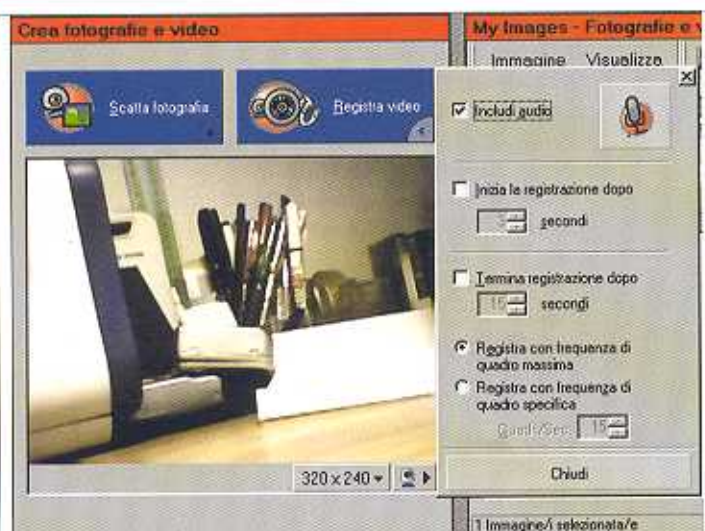 Crea fotografie e video
My Images - Fotografie e v
Immagine Visualizza
Scatta fotografia
Registra video
Includi audio
Inizia la registrazione dopo
secondi
Termina registrazione dopo
15 secondi
Registra con frequenza di
quadro massima
Registra con frequenza di
quadro specifica
Quadri/Sec. 15
Chiudi
320 x 240
1 Immagine/i selezionata/e